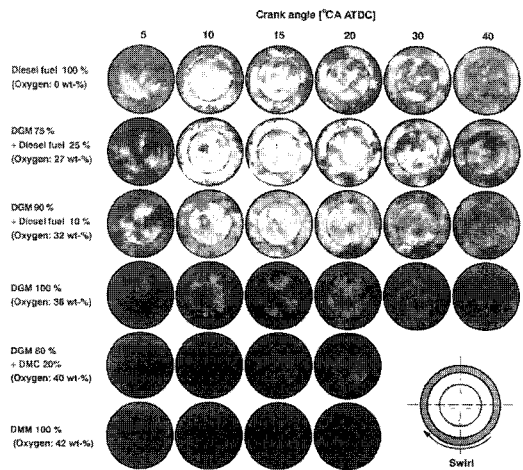 Crank angle [°CA ATDC]
5 10 15 20 30 40
Diesel fuel 100 %
(Oxygen: 0 wt-%)
DGM 75 %
+ Diesel fuel 25 %
(Oxygen: 27 wt-%)
DGM 90 %
+ Diesel fuel 10 %
(Oxygen: 32 wt-%)
DGM 100 %
(Oxygen: 36 wt-%)
DGM 80 %
+ DMC 20%
(Oxygen: 40 wt-%)
DMM 100 %
(Oxygen: 42 wt-%)
Swirl